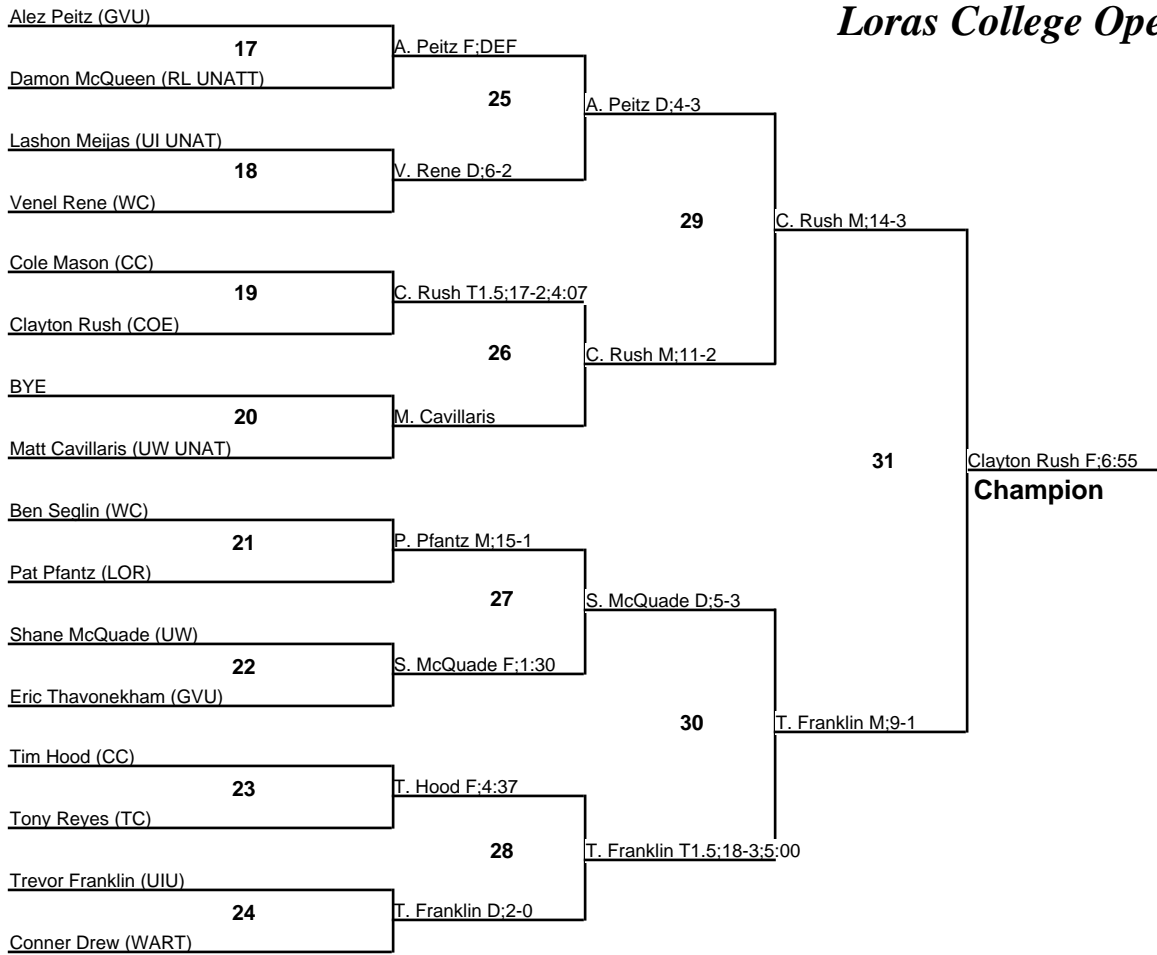 Loras College Ope
Alez Peitz (GVU)
17
A. Peitz F;DEF
Damon McQueen (RL UNATT)
25
A. Peitz D;4-3
Lashon Meijas (UI UNAT)
18
V. Rene D;6-2
Venel Rene (WC)
29
C. Rush M;14-3
Cole Mason (CC)
19
C. Rush T1.5;17-2;4:07
Clayton Rush (COE)
26
C. Rush M;11-2
BYE
20
M. Cavillaris
Matt Cavillaris (UW UNAT)
31
Clayton Rush F;6:55
Champion
Ben Seglin (WC)
21
P. Pfantz M;15-1
Pat Pfantz (LOR)
27
S. McQuade D;5-3
Shane McQuade (UW)
22
S. McQuade F;1:30
Eric Thavonekham (GVU)
30
T. Franklin M;9-1
Tim Hood (CC)
23
T. Hood F;4:37
Tony Reyes (TC)
28
T. Franklin T1.5;18-3;5:00
Trevor Franklin (UIU)
24
T. Franklin D;2-0
Conner Drew (WART)